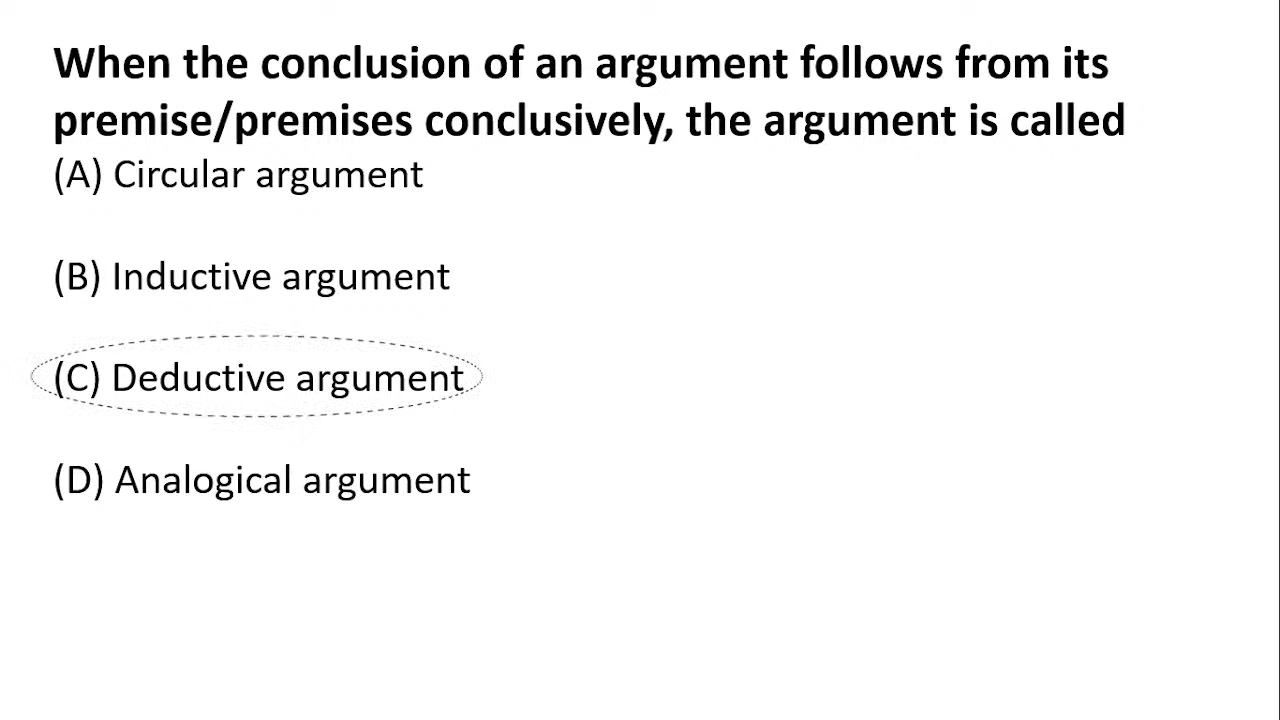 When the conclusion of an argument follows from its
premise/premises conclusively, the argument is called
(A) Circular argument
(B) Inductive argument
(C) Deductive argument
(D) Analogical argument